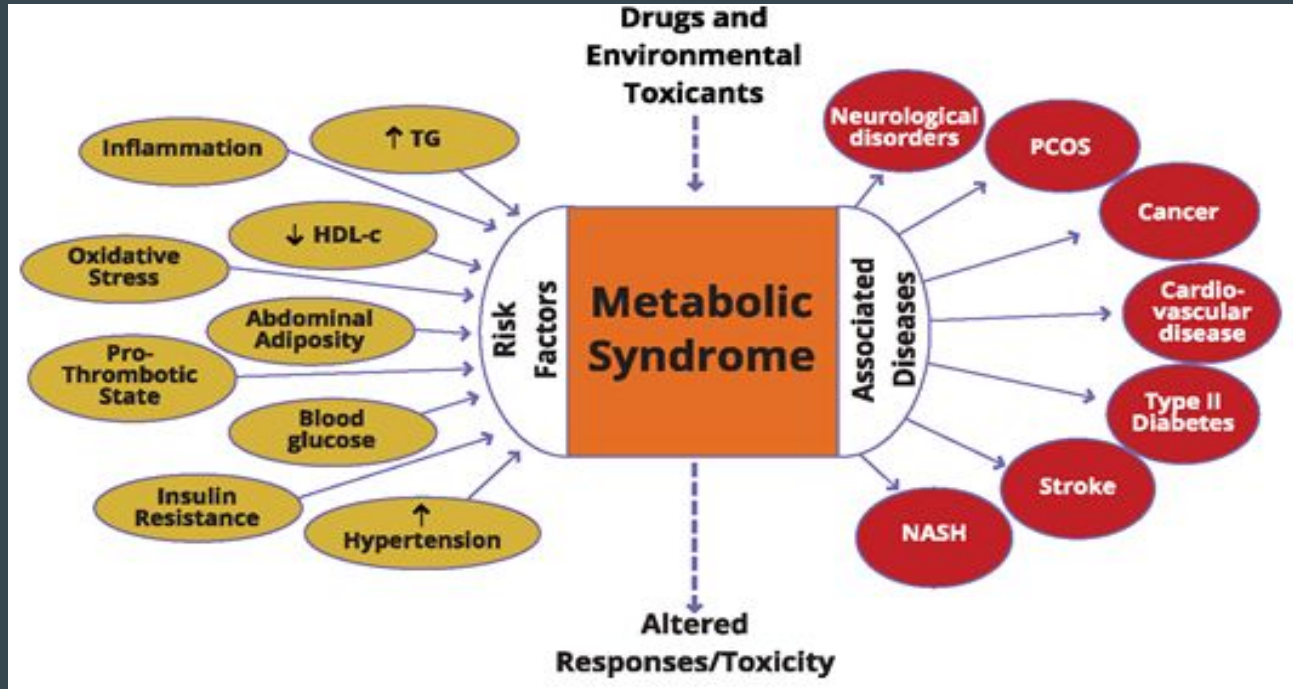 Drugs and
Environmental
Toxicants
Inflammation
↑ TG
↓ HDL-c
Oxidative
Stress
Abdominal
Adiposity
Pro-
Thrombotic
State
Blood
glucose
Insulin
Resistance
↑
Hypertension
Risk
Factors
Metabolic
Syndrome
Associated
Diseases
Neurological
disorders
PCOS
Cancer
Cardio-
vascular
disease
Type II
Diabetes
Stroke
NASH
Altered
Responses/Toxicity